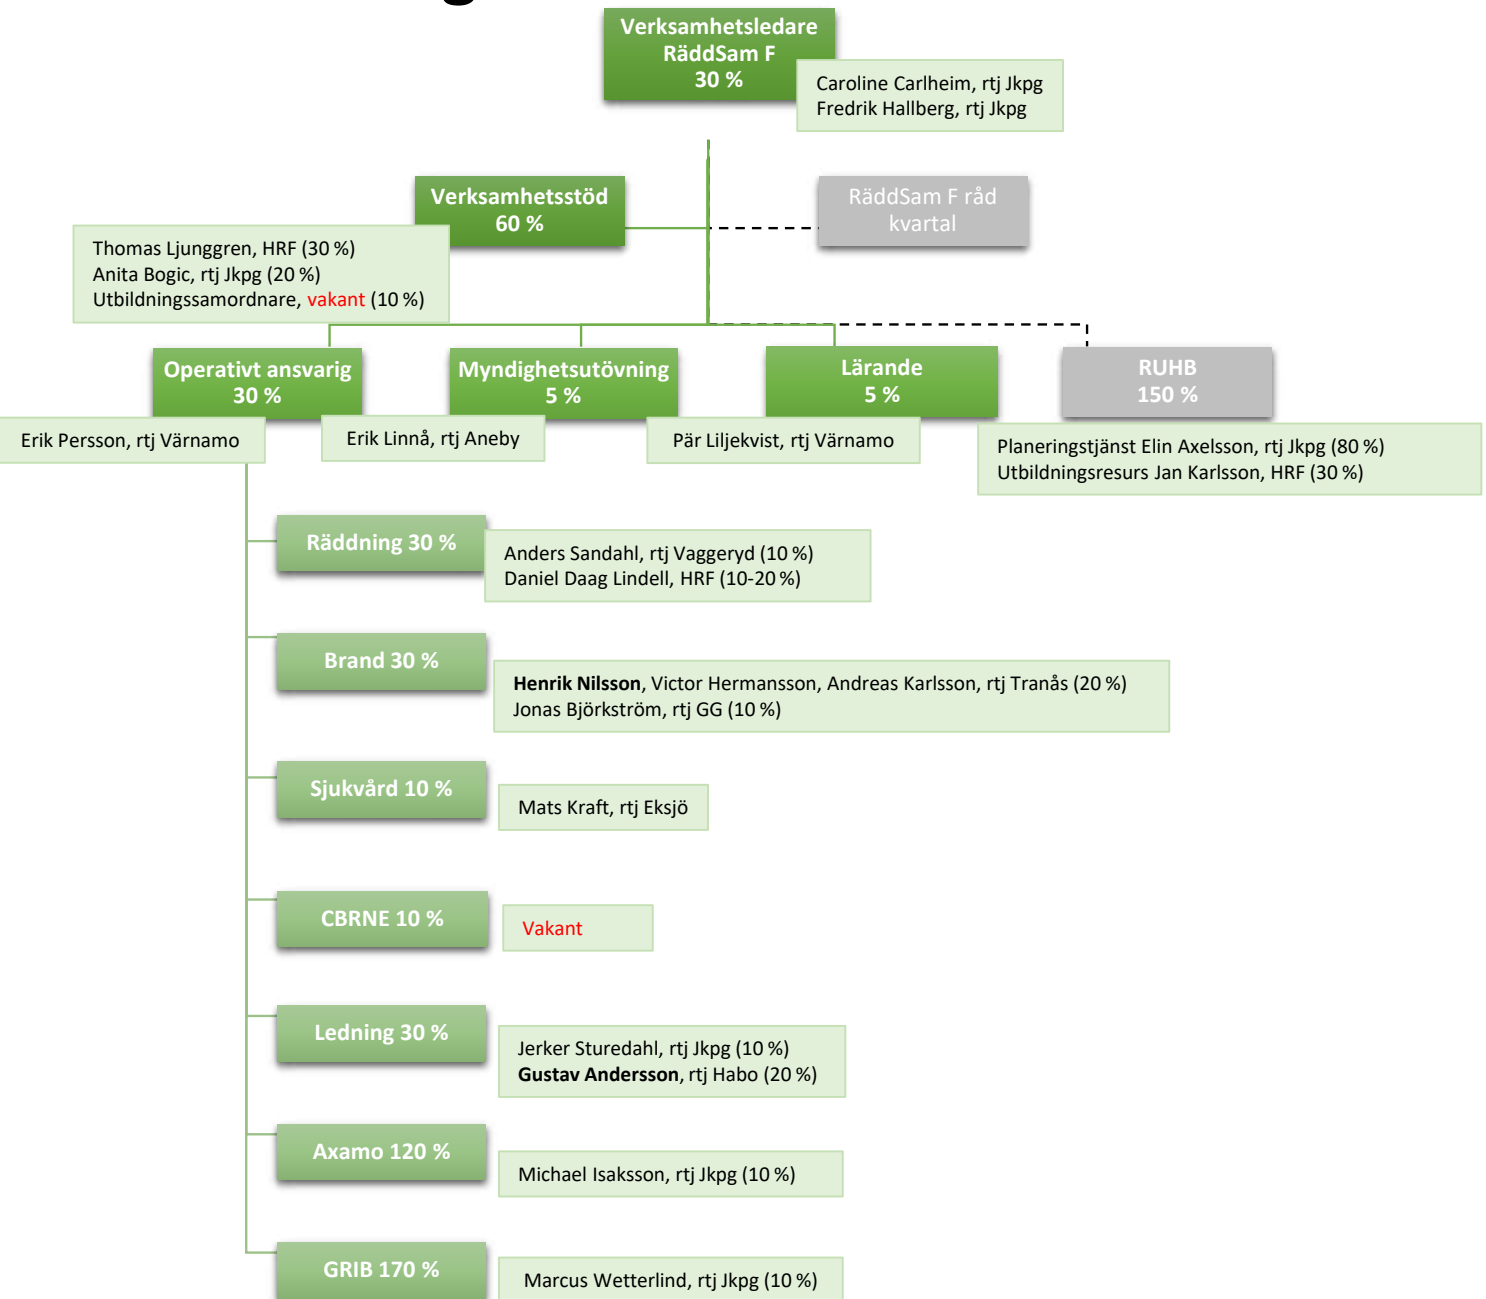 Verksamhetsledare
RäddSam F
30 %
Caroline Carlheim, rtj Jkpg
Fredrik Hallberg, rtj Jkpg
Verksamhetsstöd
60 %
RäddSam F råd
kvartal
Thomas Ljunggren, HRF (30 %)
Anita Bogic, rtj Jkpg (20 %)
Utbildningssamordnare, vakant (10 %)
Operativt ansvarig
30 %
Myndighetsutövning
5 %
Lärande
5 %
RUHB
150 %
Erik Persson, rtj Värnamo
Erik Linnå, rtj Aneby
Pär Liljekvist, rtj Värnamo
Planeringstjänst Elin Axelsson, rtj Jkpg (80 %)
Utbildningsresurs Jan Karlsson, HRF (30 %)
Räddning 30 %
Anders Sandahl, rtj Vaggeryd (10 %)
Daniel Daag Lindell, HRF (10-20 %)
Brand 30 %
Henrik Nilsson, Victor Hermansson, Andreas Karlsson, rtj Tranås (20 %)
Jonas Björkström, rtj GG (10 %)
Sjukvård 10 %
Mats Kraft, rtj Eksjö
CBRNE 10 %
Vakant
Ledning 30 %
Jerker Sturedahl, rtj Jkpg (10 %)
Gustav Andersson, rtj Habo (20 %)
Axamo 120 %
Michael Isaksson, rtj Jkpg (10 %)
GRIB 170 %
Marcus Wetterlind, rtj Jkpg (10 %)